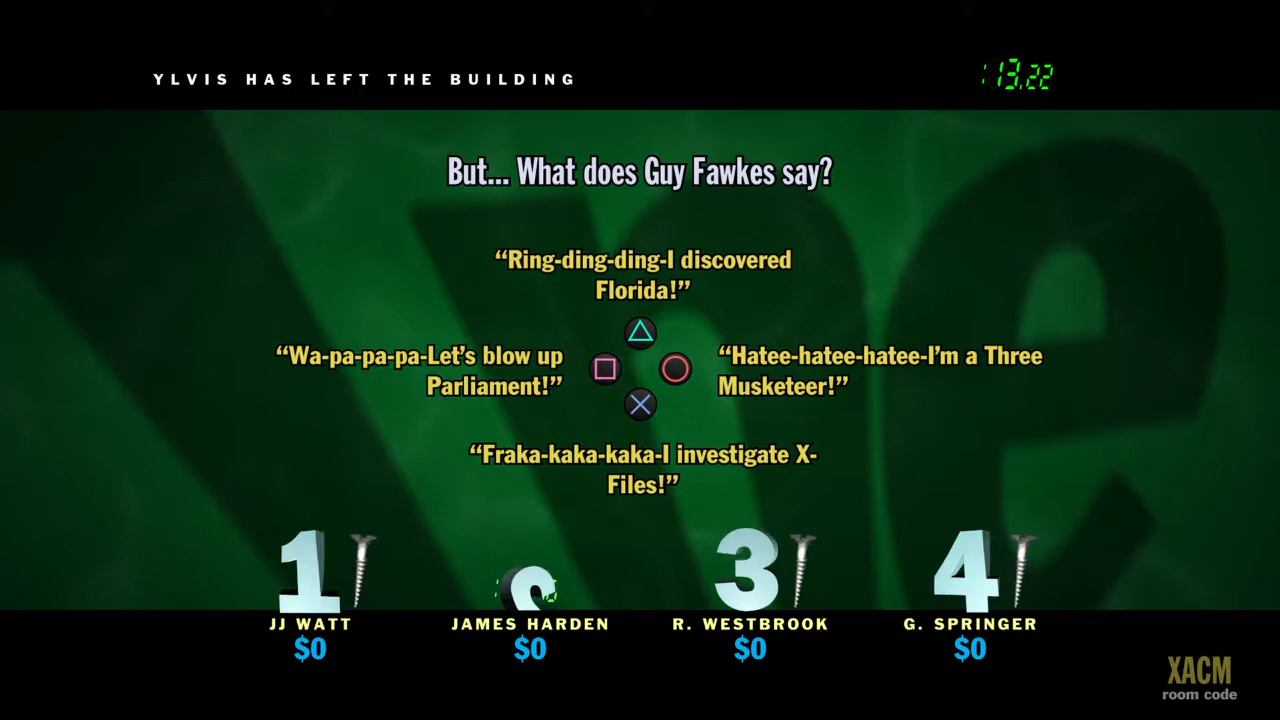 YLVIS HAS LEFT THE BUILDING
:13.22
But... What does Guy Fawkes say?
“Ring-ding-ding-I discovered
Florida!”
“Wa-pa-pa-pa-Let’s blow up
Parliament!”
“Hatee-hatee-hatee-I’m a Three
Musketeer!”
“Fraka-kaka-kaka-I investigate X-
Files!”
1
2
3
4
JJ WATT
JAMES HARDEN
R. WESTBROOK
G. SPRINGER
$0
$0
$0
$0
XACM
room code